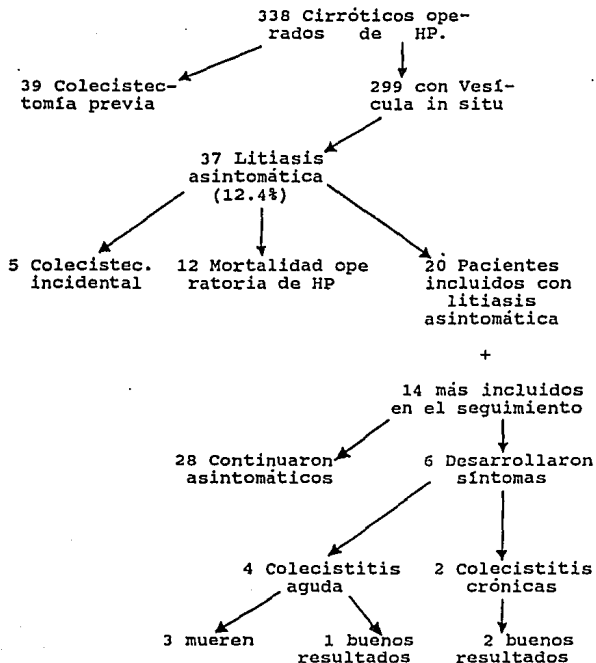 338 Cirróticos ope-
rados de HP.
39 Colecistec-
tomía previa
299 con Vesí-
cula in situ
37 Litiasis
asintomática
(12.4%)
5 Colecistec.
incidental
12 Mortalidad ope
ratoria de HP
20 Pacientes
incluidos con
litiasis
asintomática
+
14 más incluidos
en el seguimiento
28 Continuaron
asintomáticos
6 Desarrollaron
síntomas
4 Colecistitis
aguda
2 Colecistitis
crónicas
3 mueren
1 buenos
resultados
2 buenos
resultados